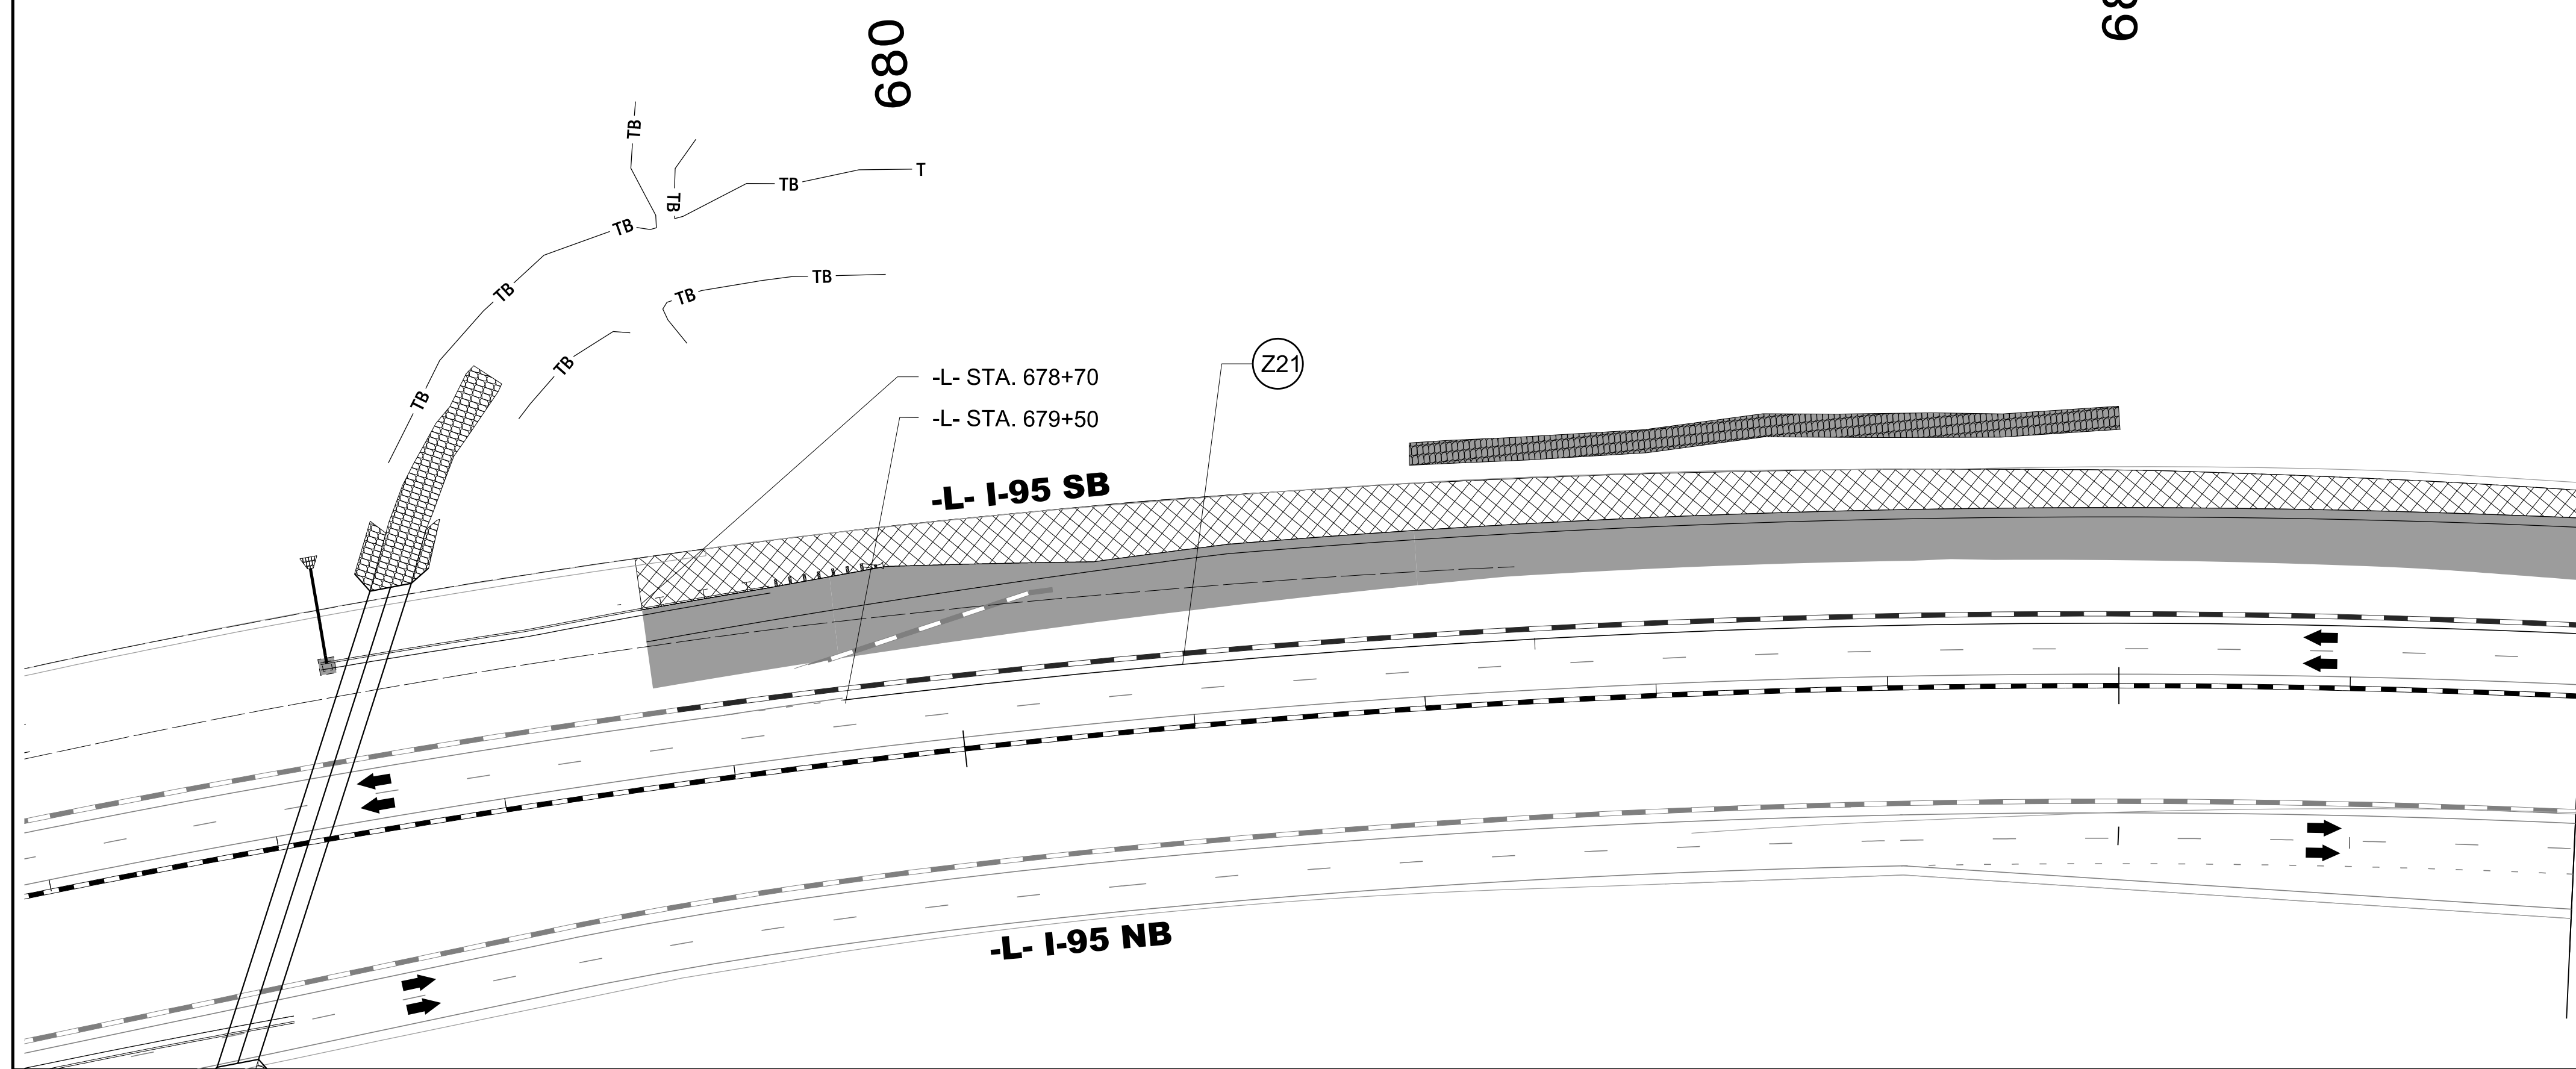 680
68
TB
TB
TB
T
TB
TB
TB
TB
TB
TB
-L- STA. 678+70
-L- STA. 679+50
Z21
-L- I-95 SB
-L- I-95 NB